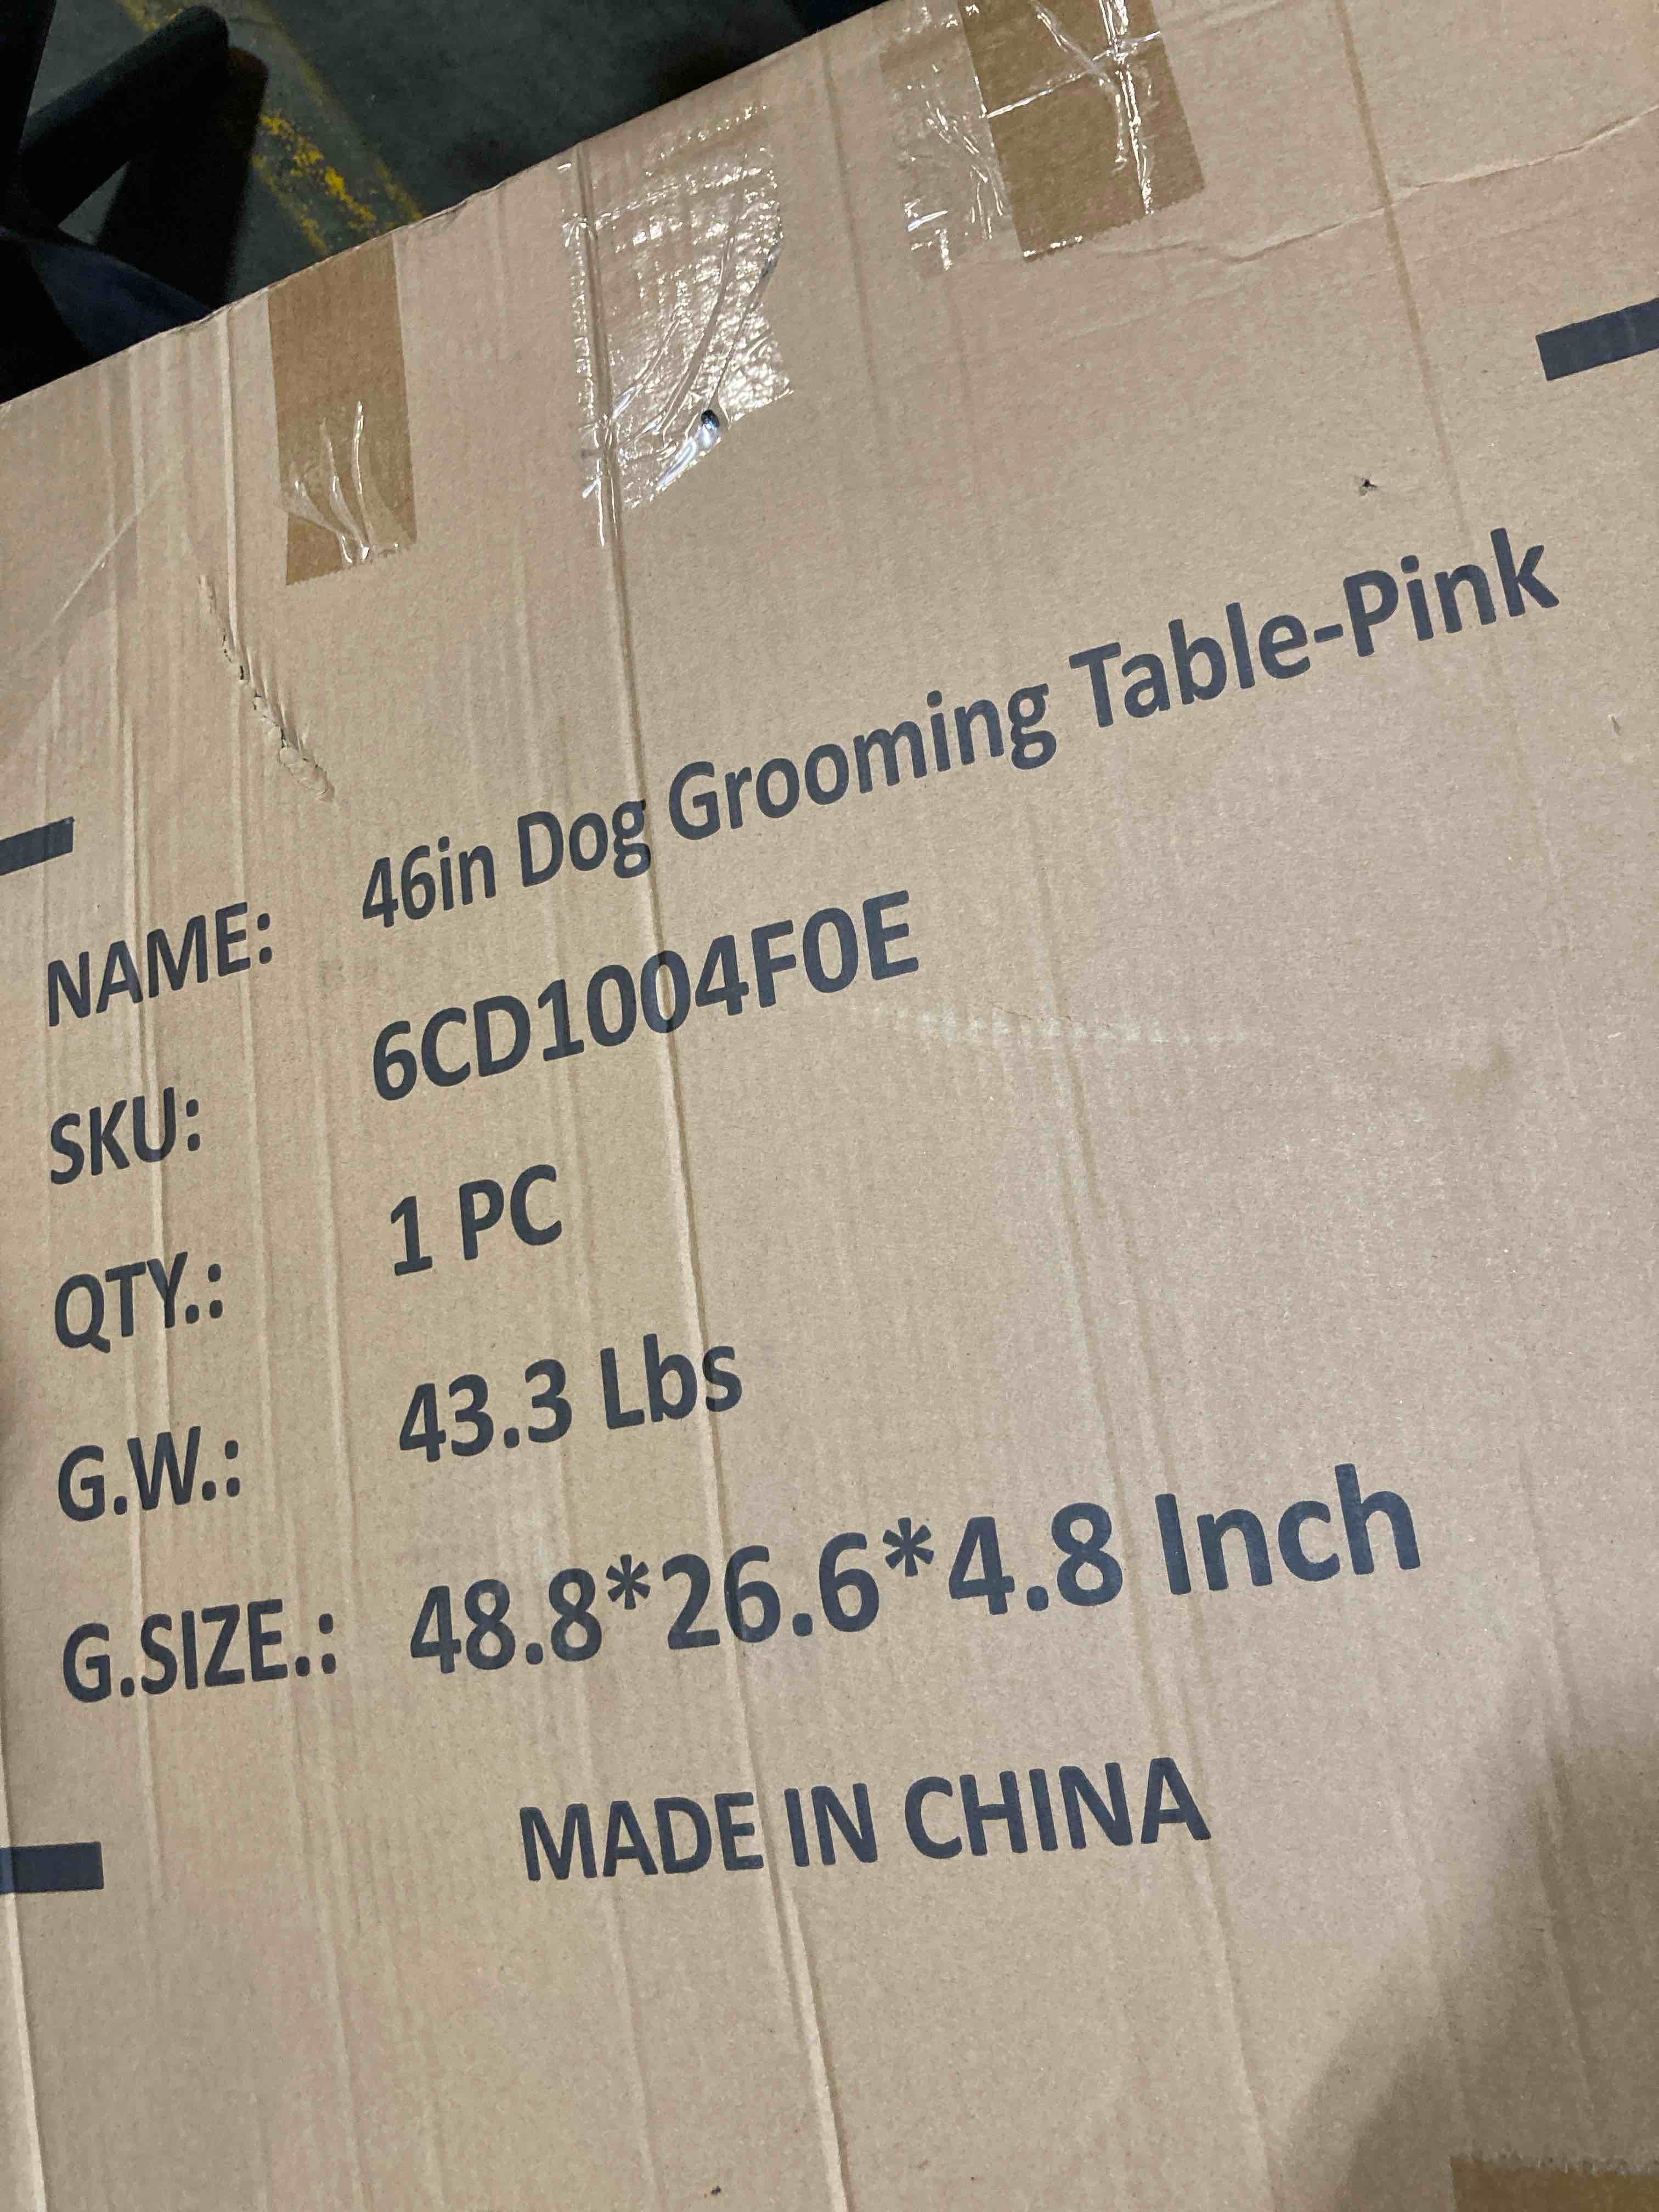 NAME: 46in Dog Grooming Table-Pink
SKU: 6CD1004F0E
QTY.: 1 PC
G.W.: 43.3 Lbs
G.SIZE.: 48.8*26.6*4.8 Inch
MADE IN CHINA